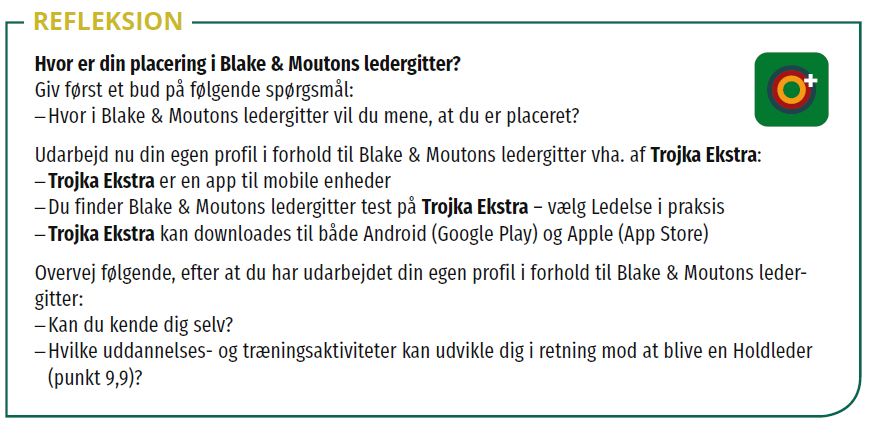 REFLEKSION
Hvor er din placering i Blake & Moutons ledergitter?
Giv først et bud på følgende spørgsmål:
– Hvor i Blake & Moutons ledergitter vil du mene, at du er placeret?
Udarbejd nu din egen profil i forhold til Blake & Moutons ledergitter vha. af Trojka Ekstra:
– Trojka Ekstra er en app til mobile enheder
– Du finder Blake & Moutons ledergitter test på Trojka Ekstra – vælg Ledelse i praksis
– Trojka Ekstra kan downloades til både Android (Google Play) og Apple (App Store)
Overvej følgende, efter at du har udarbejdet din egen profil i forhold til Blake & Moutons leder-
gitter:
– Kan du kende dig selv?
– Hvilke uddannelses- og træningsaktiviteter kan udvikle dig i retning mod at blive en Holdleder
(punkt 9,9)?